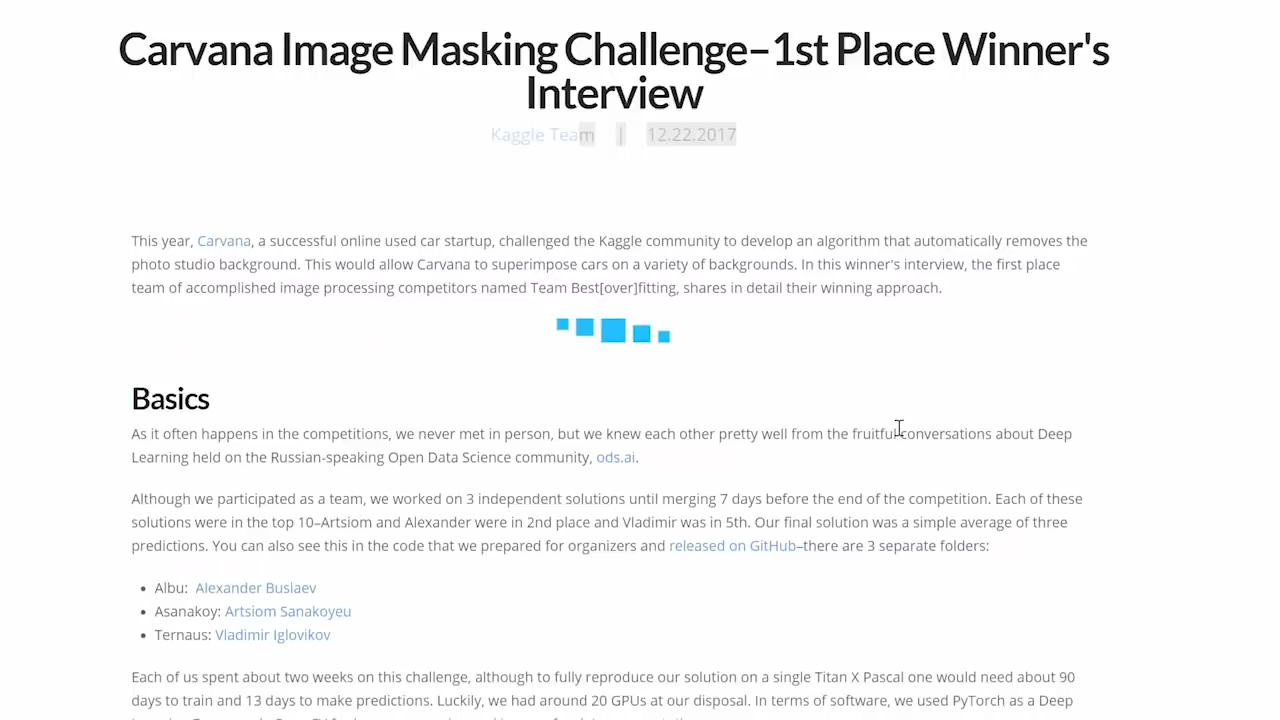 Carvana Image Masking Challenge–1st Place Winner's
Interview
Kaggle Team | 12.22.2017
This year, Carvana, a successful online used car startup, challenged the Kaggle community to develop an algorithm that automatically removes the
photo studio background. This would allow Carvana to superimpose cars on a variety of backgrounds. In this winner's interview, the first place
team of accomplished image processing competitors named Team Best[over]fitting, shares in detail their winning approach.
Basics
As it often happens in the competitions, we never met in person, but we knew each other pretty well from the fruitful conversations about Deep
Learning held on the Russian-speaking Open Data Science community, ods.ai.
Although we participated as a team, we worked on 3 independent solutions until merging 7 days before the end of the competition. Each of these
solutions were in the top 10–Artsiom and Alexander were in 2nd place and Vladimir was in 5th. Our final solution was a simple average of three
predictions. You can also see this in the code that we prepared for organizers and released on GitHub–there are 3 separate folders:
• Albu: Alexander Buslaev
• Asanakoy: Artsiom Sanakoyeu
• Ternaus: Vladimir Iglovikov
Each of us spent about two weeks on this challenge, although to fully reproduce our solution on a single Titan X Pascal one would need about 90
days to train and 13 days to make predictions. Luckily, we had around 20 GPUs at our disposal. In terms of software, we used PyTorch as a Deep